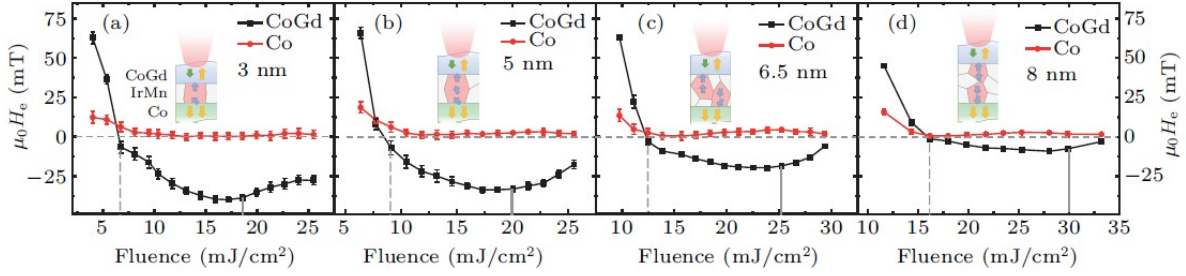 (a) CoGd
Co
3 nm
CoGd
IrMn
Co
(b) CoGd
Co
5 nm
(c) CoGd
Co
6.5 nm
(d) CoGd
Co
8 nm
μ₀Hₑ (mT)
75
50
25
0
−25
5 10 15 20 25
Fluence (mJ/cm²)
5 10 15 20 25
Fluence (mJ/cm²)
10 15 20 25 30
Fluence (mJ/cm²)
10 15 20 25 30 35
Fluence (mJ/cm²)
75
50
25
0
−25
μ₀Hₑ (mT)